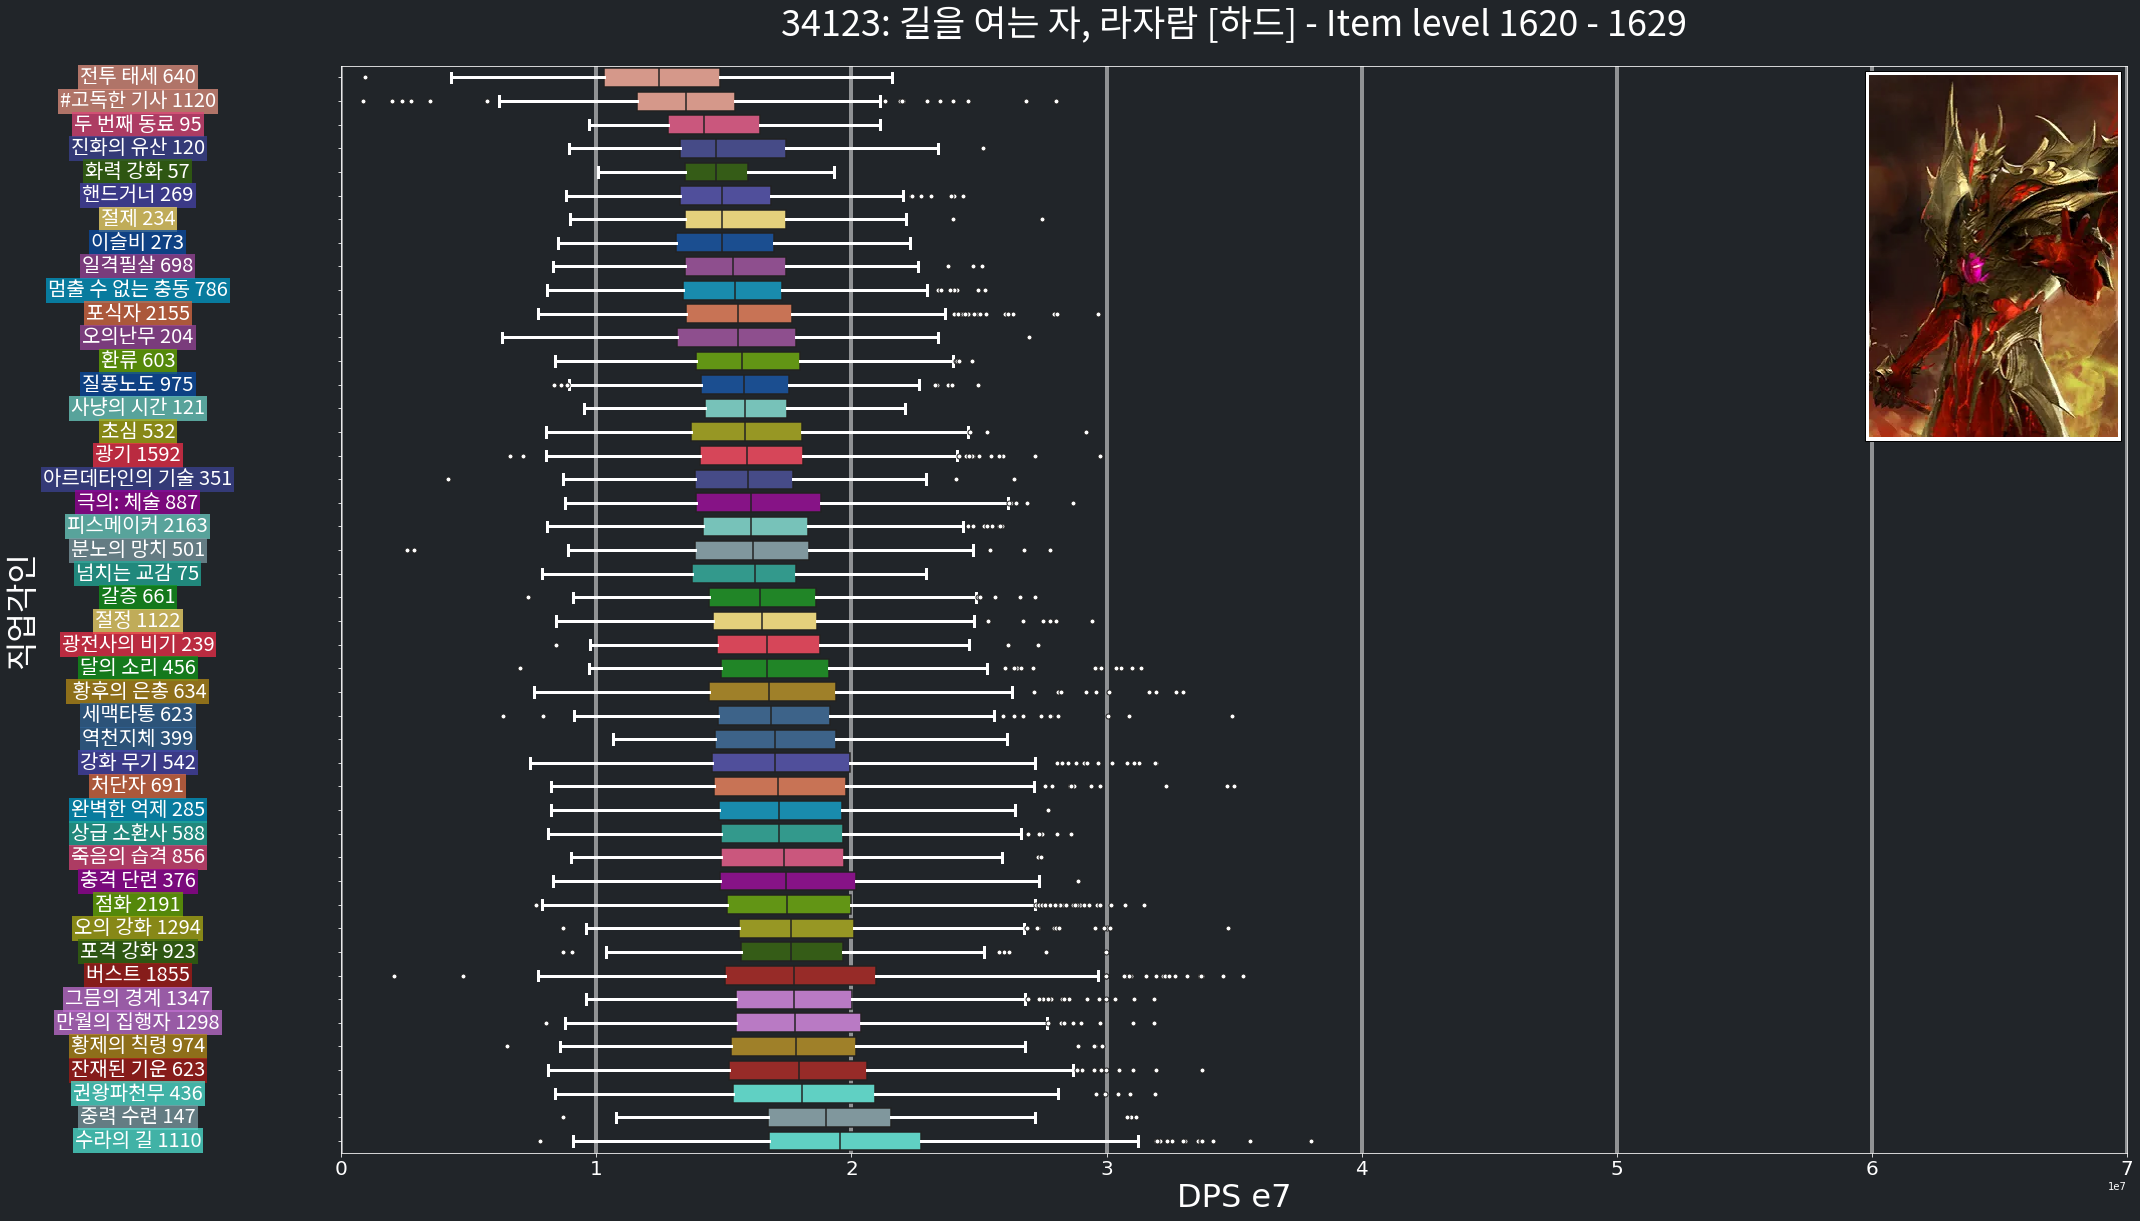 34123: 길을 여는 자, 라자람 [하드] - Item level 1620 - 1629
직업각인
전투 태세 640
#고독한 기사 1120
두 번째 동료 95
진화의 유산 120
화력 강화 57
핸드거너 269
절제 234
이슬비 273
일격필살 698
멈출 수 없는 충동 786
포식자 2155
오의난무 204
환류 603
질풍노도 975
사냥의 시간 121
초심 532
광기 1592
아르데타인의 기술 351
극의: 체술 887
피스메이커 2163
분노의 망치 501
넘치는 교감 75
갈증 661
절정 1122
광전사의 비기 239
달의 소리 456
황후의 은총 634
세맥타통 623
역천지체 399
강화 무기 542
처단자 691
완벽한 억제 285
상급 소환사 588
죽음의 습격 856
충격 단련 376
점화 2191
오의 강화 1294
포격 강화 923
버스트 1855
그믐의 경계 1347
만월의 집행자 1298
황제의 칙령 974
잔재된 기운 623
권왕파천무 436
중력 수련 147
수라의 길 1110
0 1 2 3 4 5 6 7
DPS e7
1e7